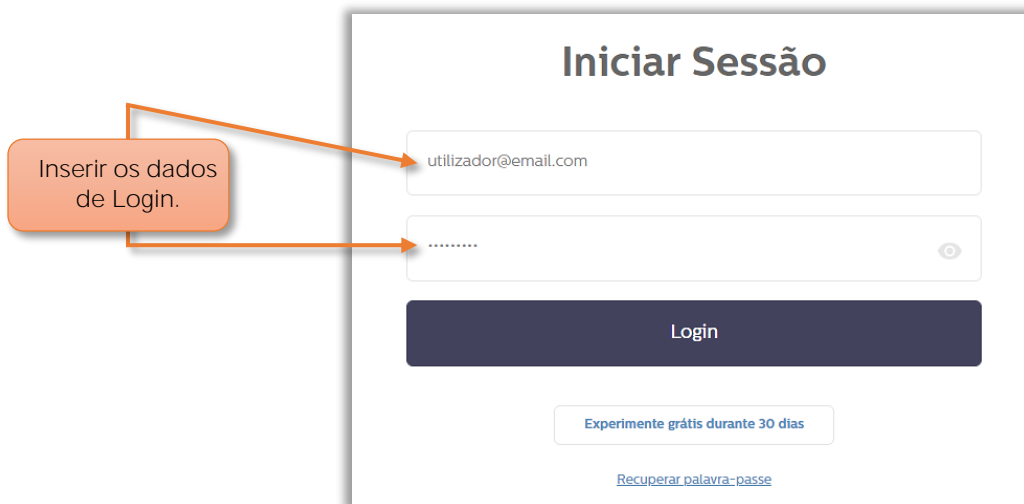 Iniciar Sessão
Inserir os dados
de Login.
utilizador@email.com
.........
Login
Experimente grátis durante 30 dias
Recuperar palavra-passe